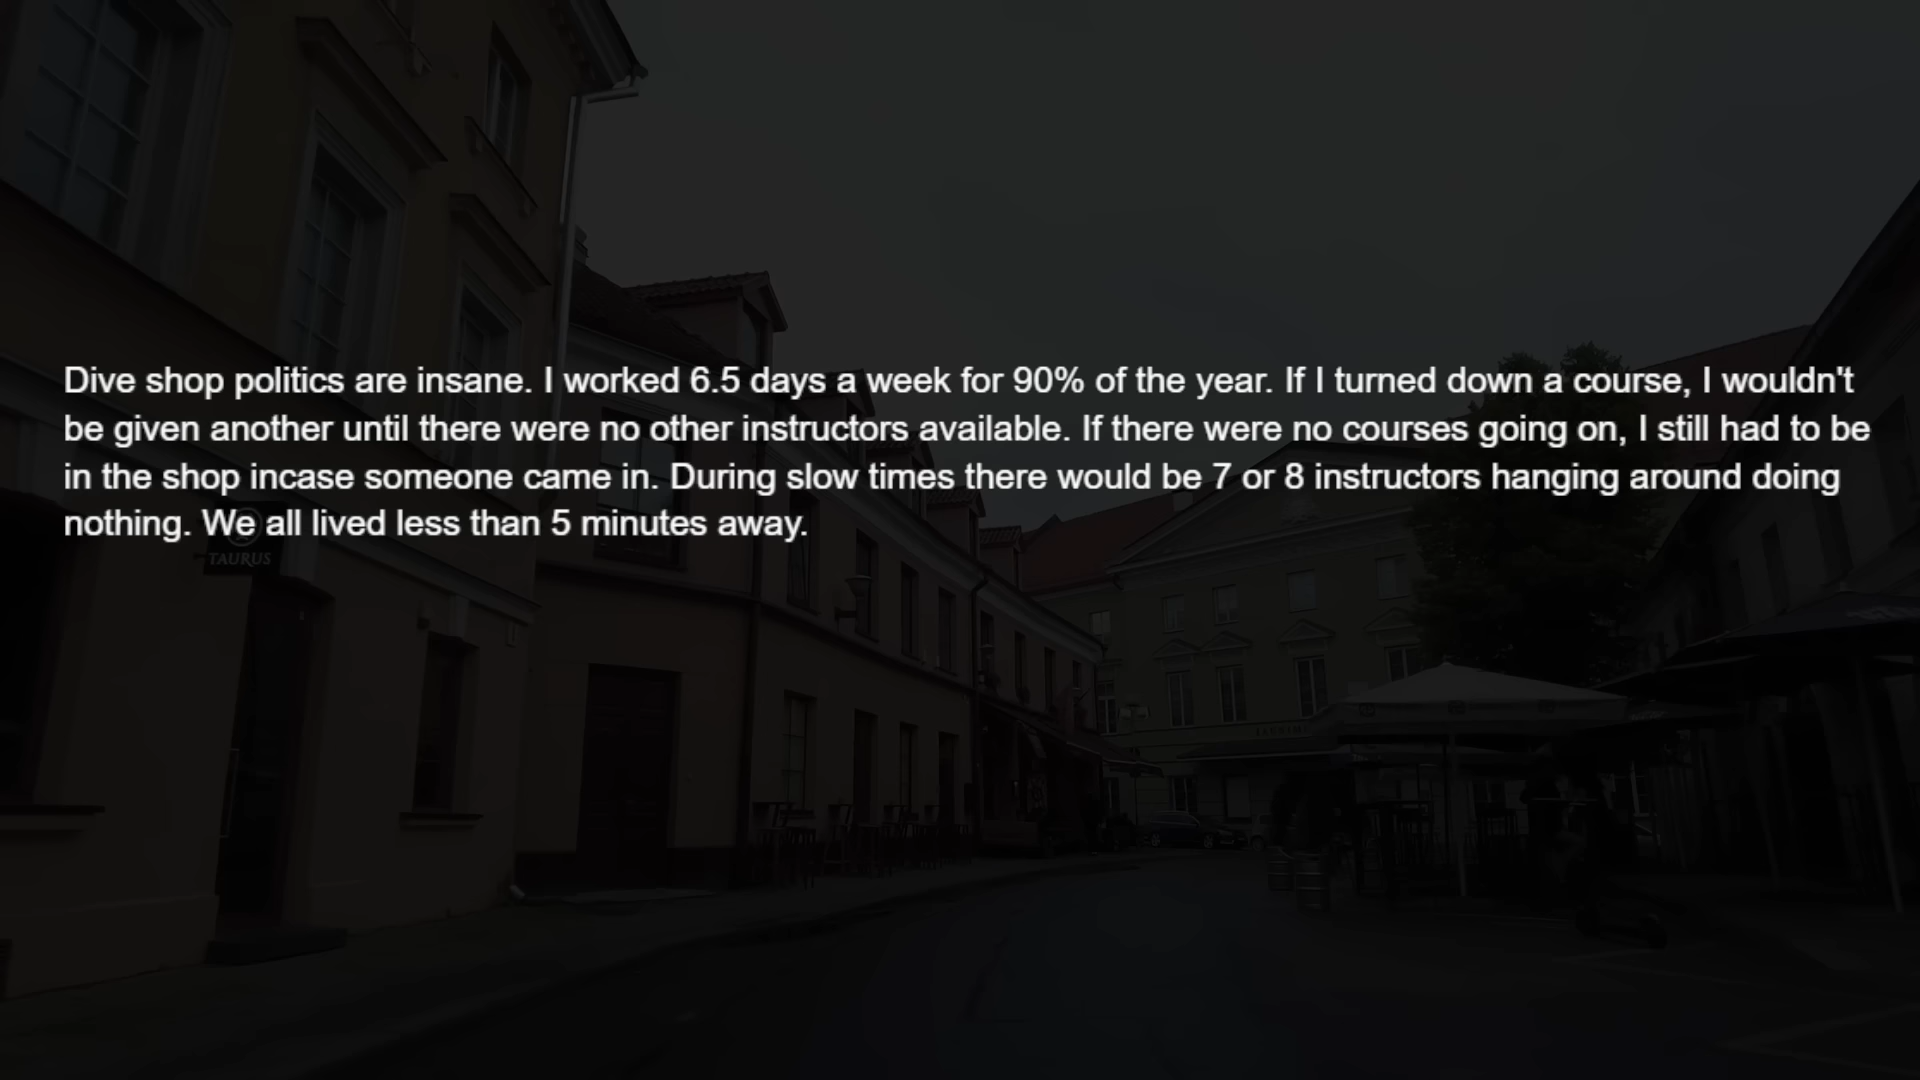 Dive shop politics are insane. I worked 6.5 days a week for 90% of the year. If I turned down a course, I wouldn't
be given another until there were no other instructors available. If there were no courses going on, I still had to be
in the shop incase someone came in. During slow times there would be 7 or 8 instructors hanging around doing
nothing. We all lived less than 5 minutes away.
TAURUS